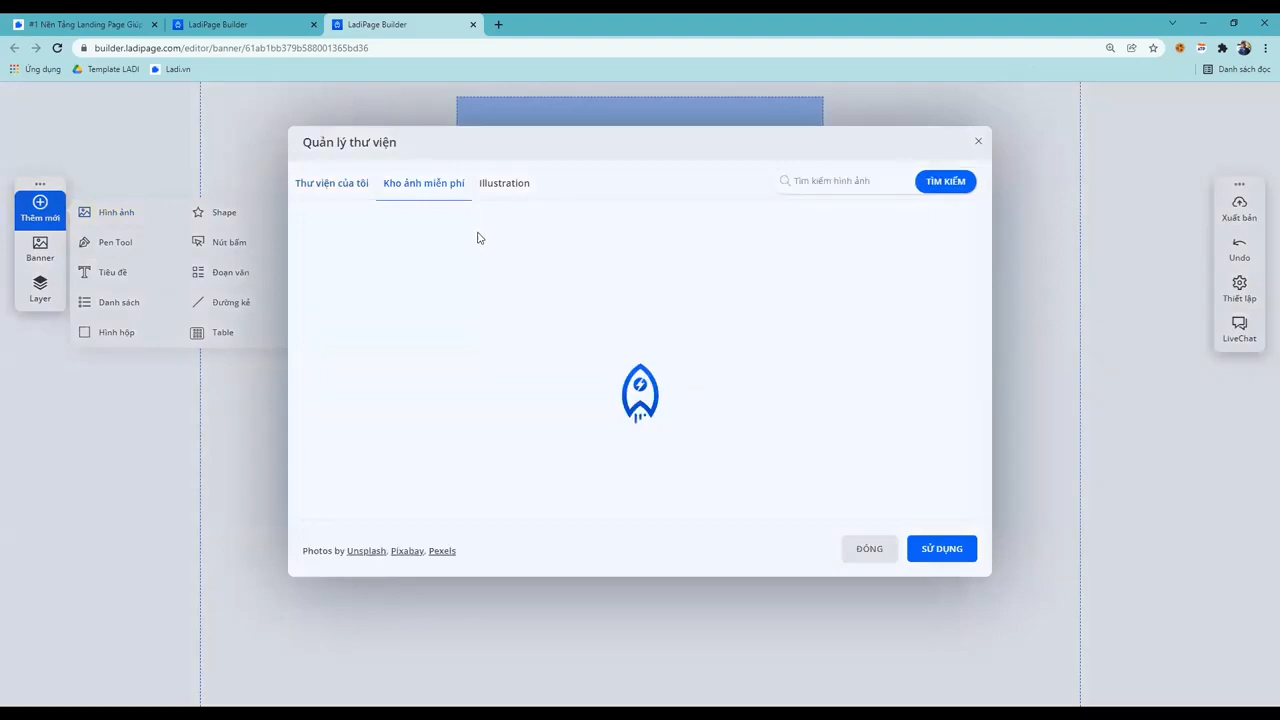 #1 Nền Tảng Landing Page Giúp
LadiPage Builder
LadiPage Builder
builder.ladipage.com/editor/banner/61ab1bb379b588001365bd36
Ứng dụng
Template LADI
Ladi.vn
Danh sách đọc
Quản lý thư viện
Thư viện của tôi
Kho ảnh miễn phí
Illustration
Tìm kiếm hình ảnh
TÌM KIẾM
Thêm mới
Banner
Layer
Hình ảnh
Shape
Pen Tool
Nút bấm
Tiêu đề
Đoạn văn
Danh sách
Đường kẻ
Hình hộp
Table
Xuất bản
Undo
Thiết lập
LiveChat
Photos by Unsplash, Pixabay, Pexels
ĐÓNG
SỬ DỤNG